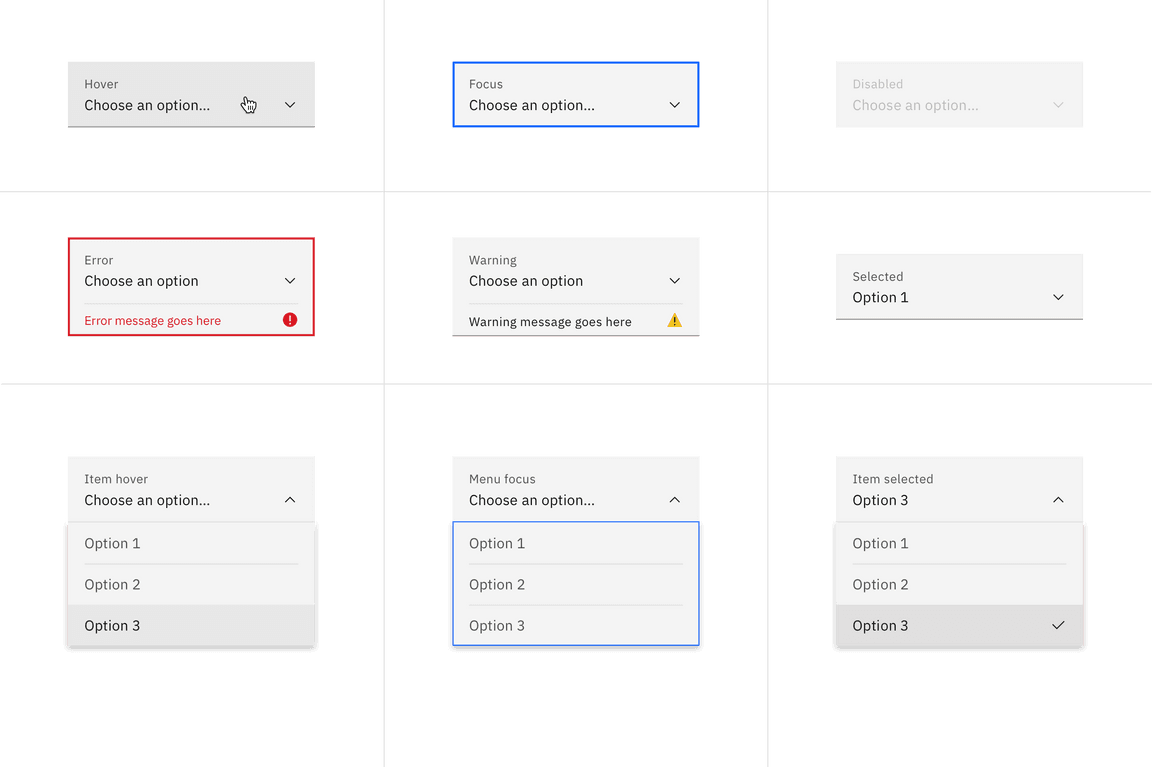 Hover
Choose an option...
Focus
Choose an option...
Disabled
Choose an option...
Error
Choose an option
Error message goes here
Warning
Choose an option
Warning message goes here
Selected
Option 1
Item hover
Choose an option...
Option 1
Option 2
Option 3
Menu focus
Choose an option...
Option 1
Option 2
Option 3
Item selected
Option 3
Option 1
Option 2
Option 3